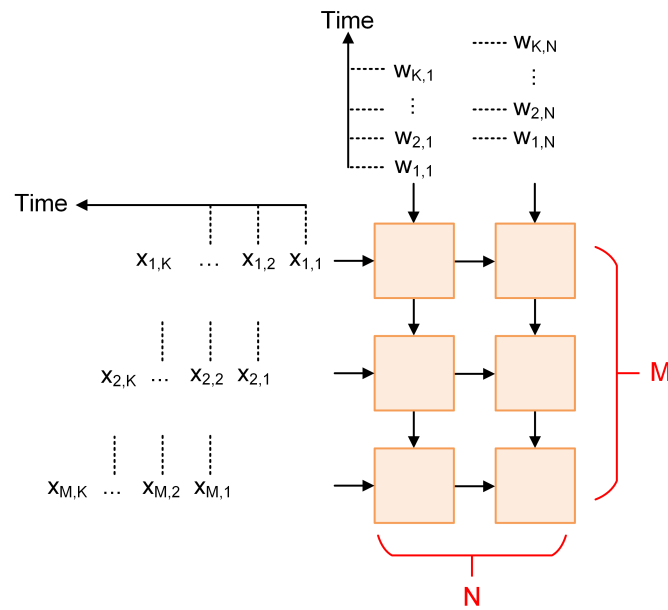 Time
w_{K,N}
w_{K,1}
⋮
⋮
w_{2,N}
w_{2,1}
w_{1,N}
w_{1,1}
Time
x_{1,K} ... x_{1,2} x_{1,1}
M
x_{2,K} ... x_{2,2} x_{2,1}
x_{M,K} ... x_{M,2} x_{M,1}
N